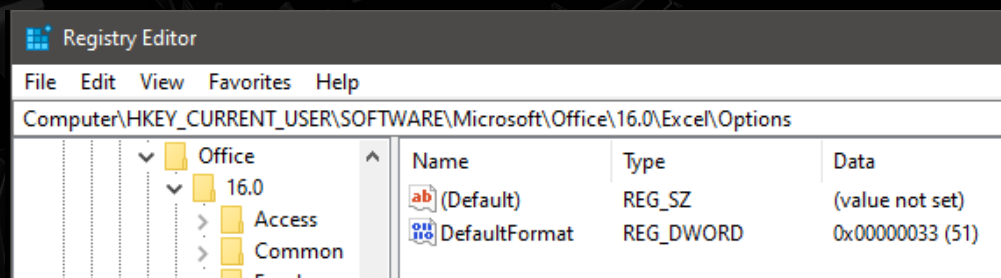 Registry Editor
File Edit View Favorites Help
Computer\HKEY_CURRENT_USER\SOFTWARE\Microsoft\Office\16.0\Excel\Options
Office
16.0
Access
Common
Name Type Data
ab (Default) REG_SZ (value not set)
DefaultFormat REG_DWORD 0x00000033 (51)